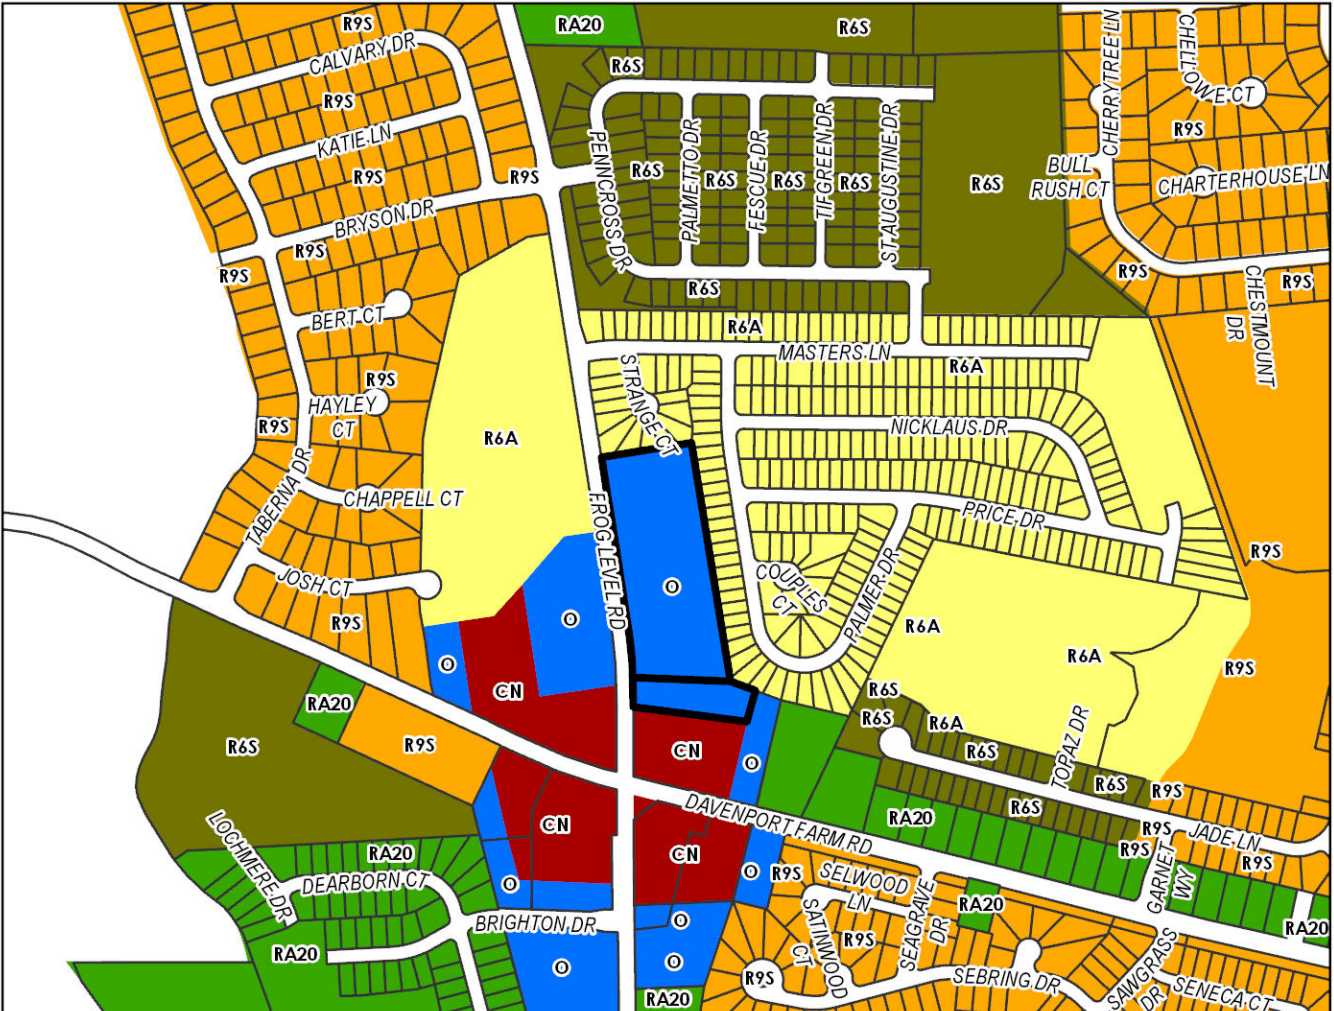 R9S
RA20
R6S
CALVARY DR
CHERRYTREE LN
CHELLOWE CT
R6S
R9S
KATIE LN
PENNCROSS DR
PALMETTO DR
FESCUE DR
TIFGREEN DR
ST AUGUSTINE DR
R9S
R9S
R9S
R6S
R6S
R6S
R6S
R6S
BULL
RUSH CT
CHARTERHOUSE LN
BRYSON DR
R9S
R9S
R6S
R9S
R9S
CHESTMOUNT
DR
BERT CT
R6A
MASTERS LN
R6A
STRANGE CT
R9S
HAYLEY
CT
R9S
R6A
NICKLAUS DR
TABERNA DR
CHAPPELL CT
FROG LEVEL RD
PRICE DR
R9S
JOSH CT
O
COUPLES
CT
PALMER DR
R9S
O
R6A
R6A
R9S
O
CN
R6S
R6S
R6A
RA20
R9S
R6S
CN
O
R6S
TOPAZ DR
R6S
R9S
R6S
DAVENPORT FARM RD
RA20
R9S
JADE LN
LOCHMERE DR
CN
CN
RA20
R9S
R9S
DEARBORN CT
O
O
R9S
SELWOOD
LN
GARNET
WY
RA20
SATINWOOD
CT
SEAGRAVE
DR
RA20
BRIGHTON DR
O
R9S
RA20
O
O
R9S
SEBRING DR
SAWGRASS
DR
SENECA CT
RA20